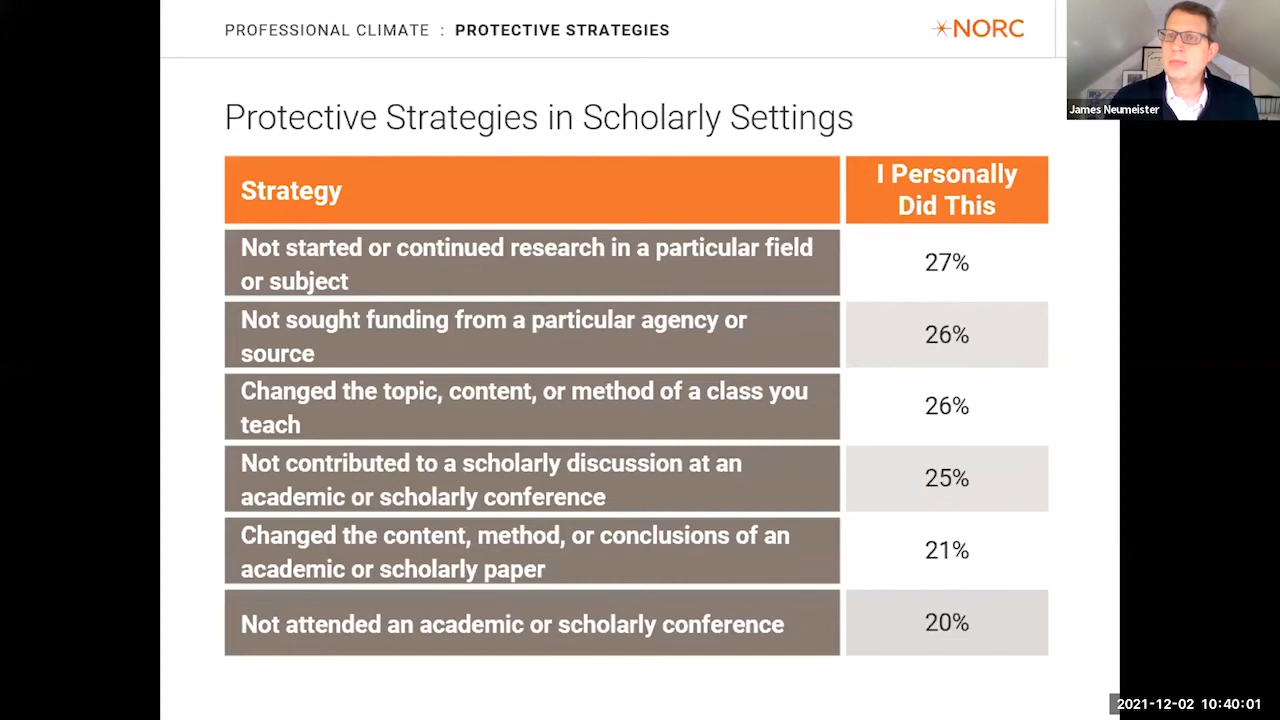 PROFESSIONAL CLIMATE : PROTECTIVE STRATEGIES
NORC
James Neumeister
Protective Strategies in Scholarly Settings
Strategy
I Personally
Did This
Not started or continued research in a particular field
or subject
27%
Not sought funding from a particular agency or
source
26%
Changed the topic, content, or method of a class you
teach
26%
Not contributed to a scholarly discussion at an
academic or scholarly conference
25%
Changed the content, method, or conclusions of an
academic or scholarly paper
21%
Not attended an academic or scholarly conference
20%
2021-12-02 10:40:01